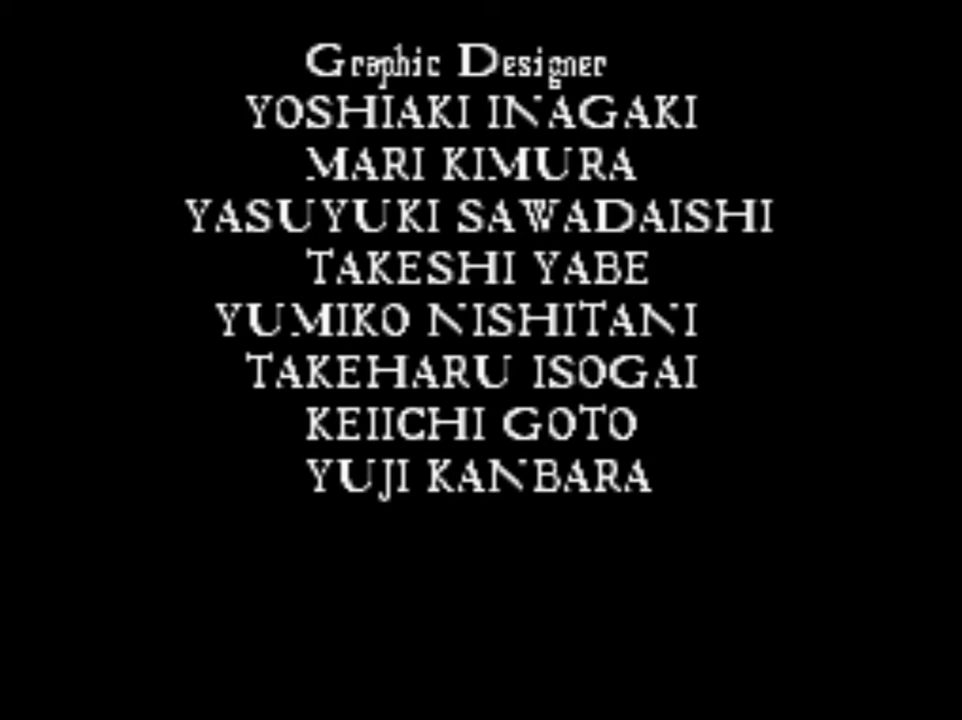 Graphic Designer
YOSHIAKI INAGAKI
MARI KIMURA
YASUYUKI SAWADAISHI
TAKESHI YABE
YUMIKO NISHITANI
TAKEHARU ISOGAI
KEIICHI GOTO
YUJI KANBARA